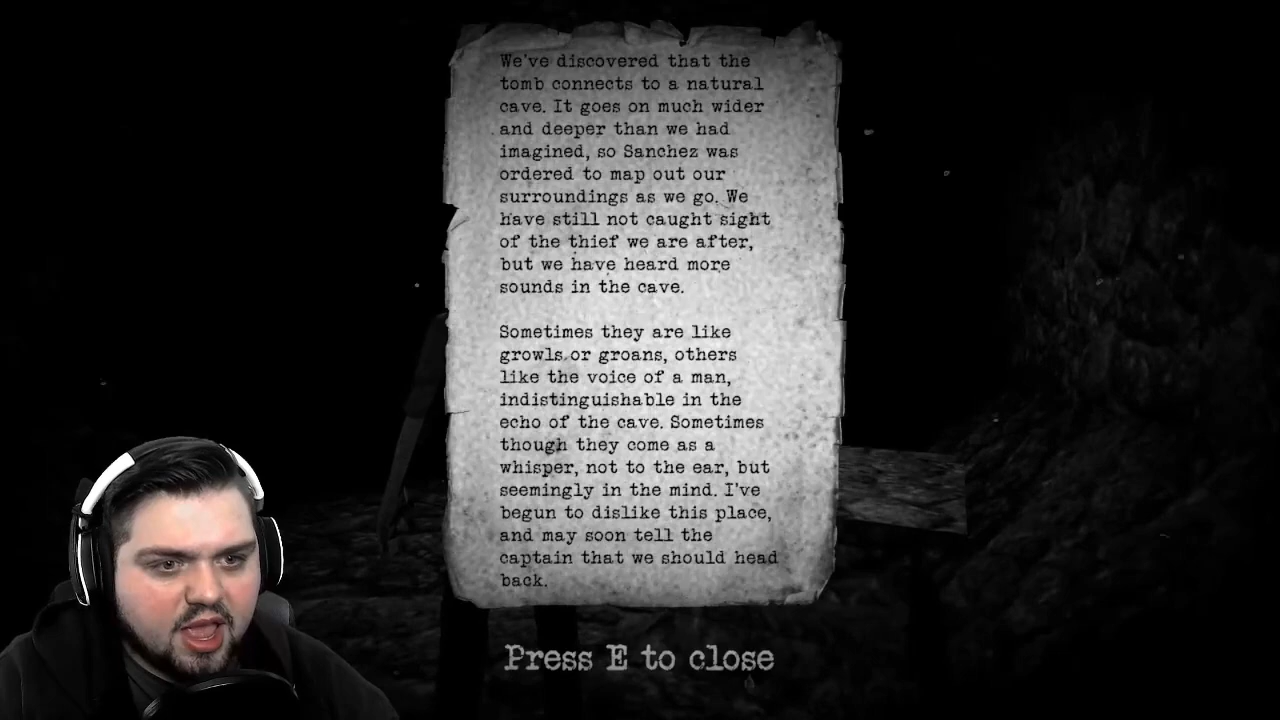 We've discovered that the
tomb connects to a natural
cave. It goes on much wider
and deeper than we had
imagined, so Sanchez was
ordered to map out our
surroundings as we go. We
have still not caught sight
of the thief we are after,
but we have heard more
sounds in the cave.
Sometimes they are like
growls or groans, others
like the voice of a man,
indistinguishable in the
echo of the cave. Sometimes
though they come as a
whisper, not to the ear, but
seemingly in the mind. I've
begun to dislike this place,
and may soon tell the
captain that we should head
back.
Press E to close